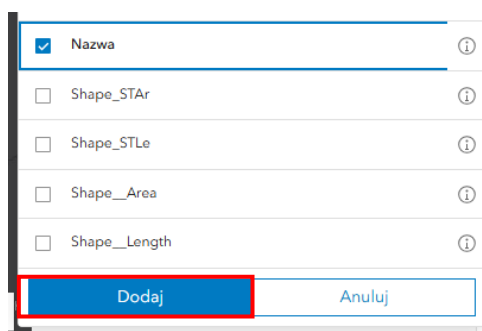 Nazwa
Shape_STAr
Shape_STLe
Shape__Area
Shape__Length
Dodaj Anuluj